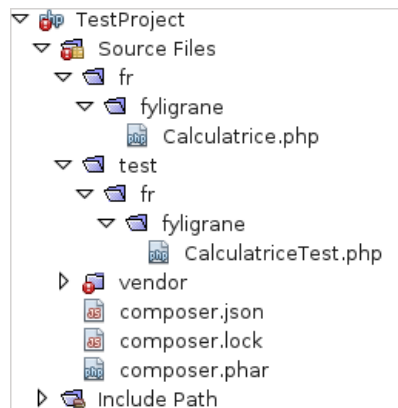 TestProject
Source Files
fr
fyligrane
Calculatrice.php
test
fr
fyligrane
CalculatriceTest.php
vendor
composer.json
composer.lock
composer.phar
Include Path